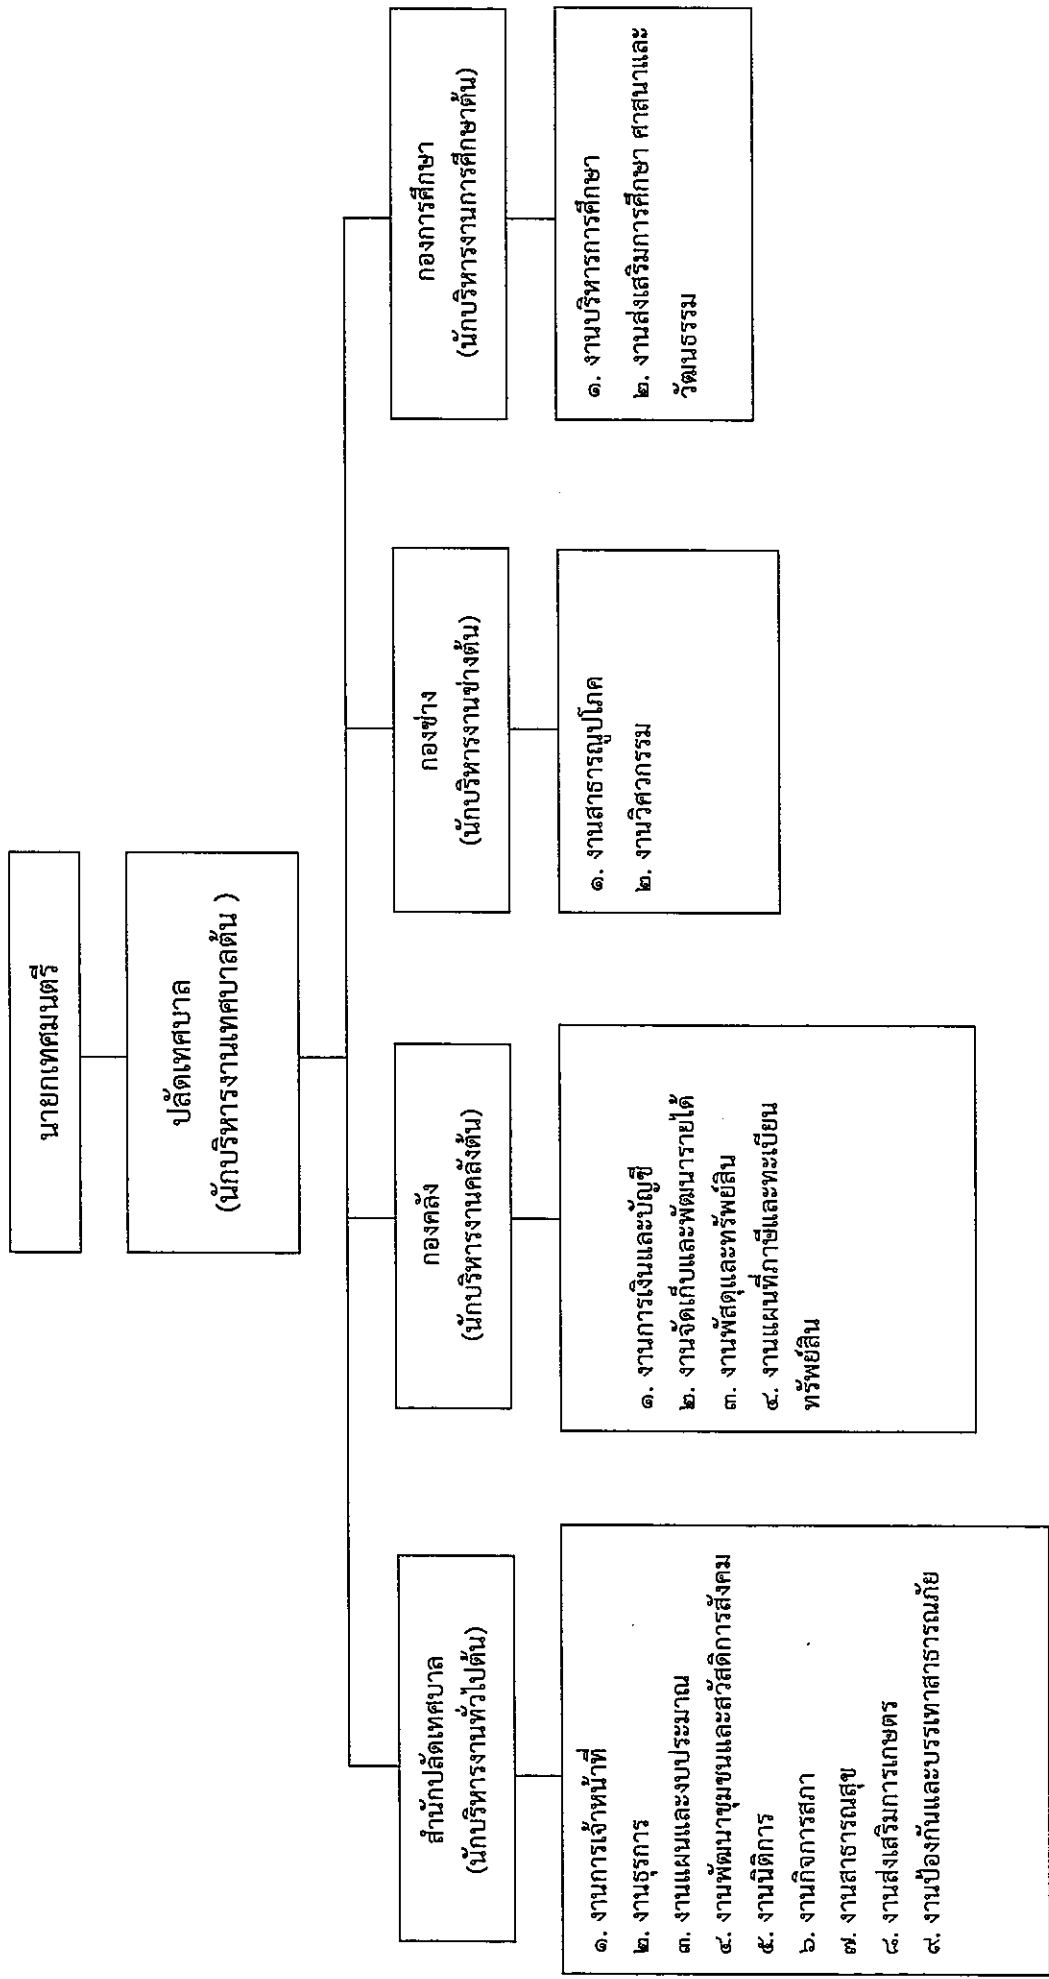 นายกเทศมนตรี
ปลัดเทศบาล
(นักบริหารงานเทศบาลต้น )
สำนักปลัดเทศบาล
(นักบริหารงานทั่วไปต้น)
๑. งานการเจ้าหน้าที่
๒. งานธุรการ
๓. งานแผนและงบประมาณ
๔. งานพัฒนาชุมชนและสวัสดิการสังคม
๕. งานนิติการ
๖. งานกิจการสภา
๗. งานสาธารณสุข
๘. งานส่งเสริมการเกษตร
๙. งานป้องกันและบรรเทาสาธารณภัย
กองคลัง
(นักบริหารงานคลังต้น)
๑. งานการเงินและบัญชี
๒. งานจัดเก็บและพัฒนารายได้
๓. งานพัสดุและทรัพย์สิน
๔. งานแผนที่ภาษีและทะเบียน
ทรัพย์สิน
กองช่าง
(นักบริหารงานช่างต้น)
๑. งานสาธารณูปโภค
๒. งานวิศวกรรม
กองการศึกษา
(นักบริหารงานการศึกษาต้น)
๑. งานบริหารการศึกษา
๒. งานส่งเสริมการศึกษา ศาสนาและ
วัฒนธรรม